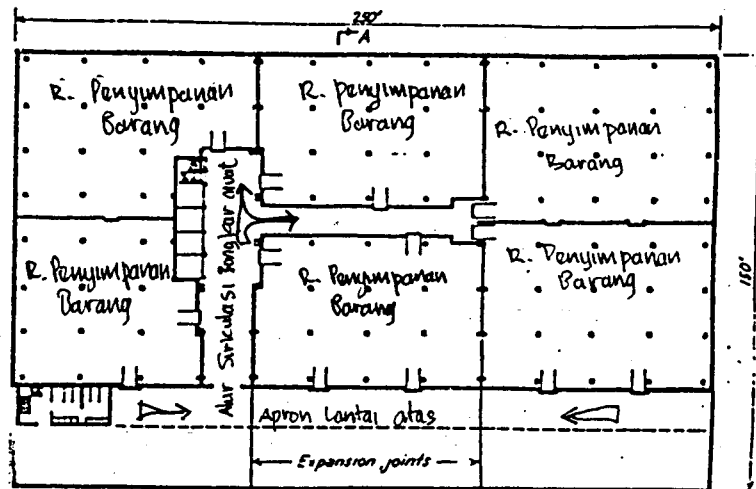 250'
A
R. Penyimpanan
Barang
R. Penyimpanan
Barang
R. Penyimpanan
Barang
R. Penyimpanan
Barang
R. Penyimpanan
Barang
R. Penyimpanan
Barang
Alur Sirkulasi Bongkar muat
Apron Lantai atas
Expansion joints